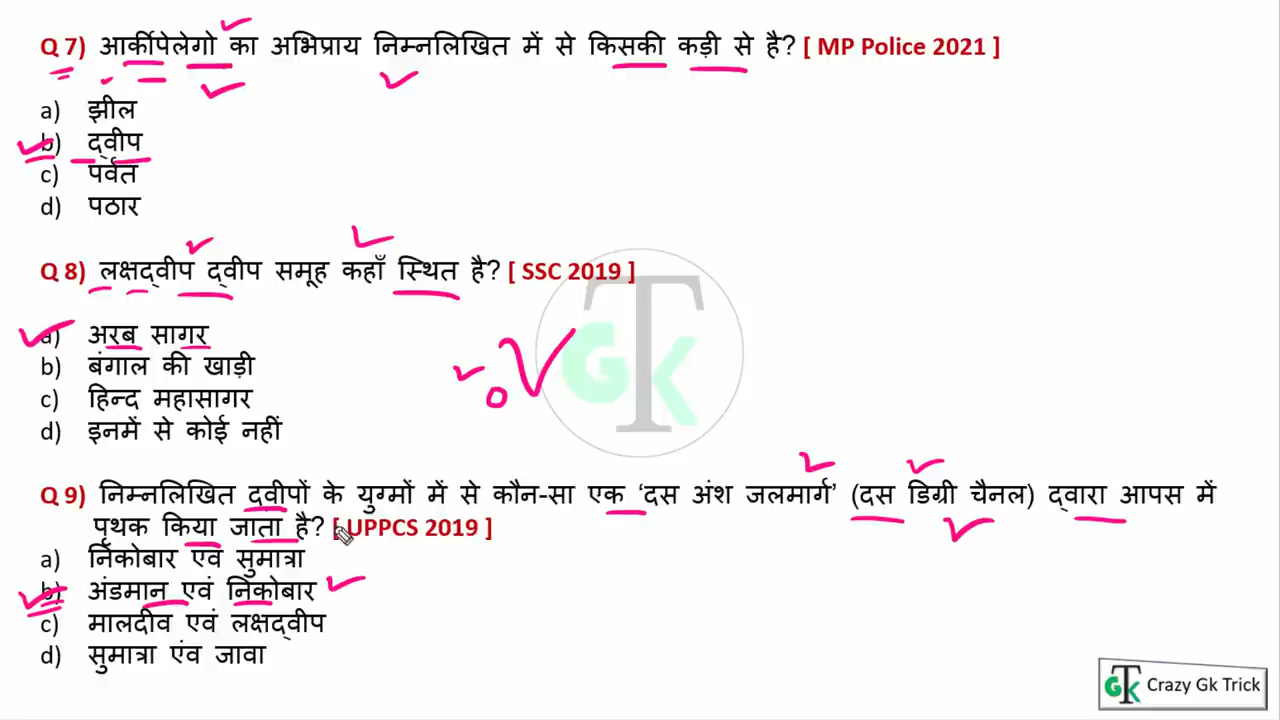 Q 7) आर्कीपेलेगो का अभिप्राय निम्नलिखित में से किसकी कड़ी से है? [ MP Police 2021 ]
a) झील
b) द्वीप
c) पर्वत
d) पठार
Q 8) लक्षद्वीप द्वीप समूह कहाँ स्थित है? [ SSC 2019 ]
a) अरब सागर
b) बंगाल की खाड़ी
c) हिन्द महासागर
d) इनमें से कोई नहीं
Q 9) निम्नलिखित द्वीपों के युग्मों में से कौन-सा एक ‘दस अंश जलमार्ग’ (दस डिग्री चैनल) द्वारा आपस में
पृथक किया जाता है? [ UPPCS 2019 ]
a) निकोबार एवं सुमात्रा
b) अंडमान एवं निकोबार
c) मालदीव एवं लक्षद्वीप
d) सुमात्रा एंव जावा
T GK
TGK Crazy Gk Trick